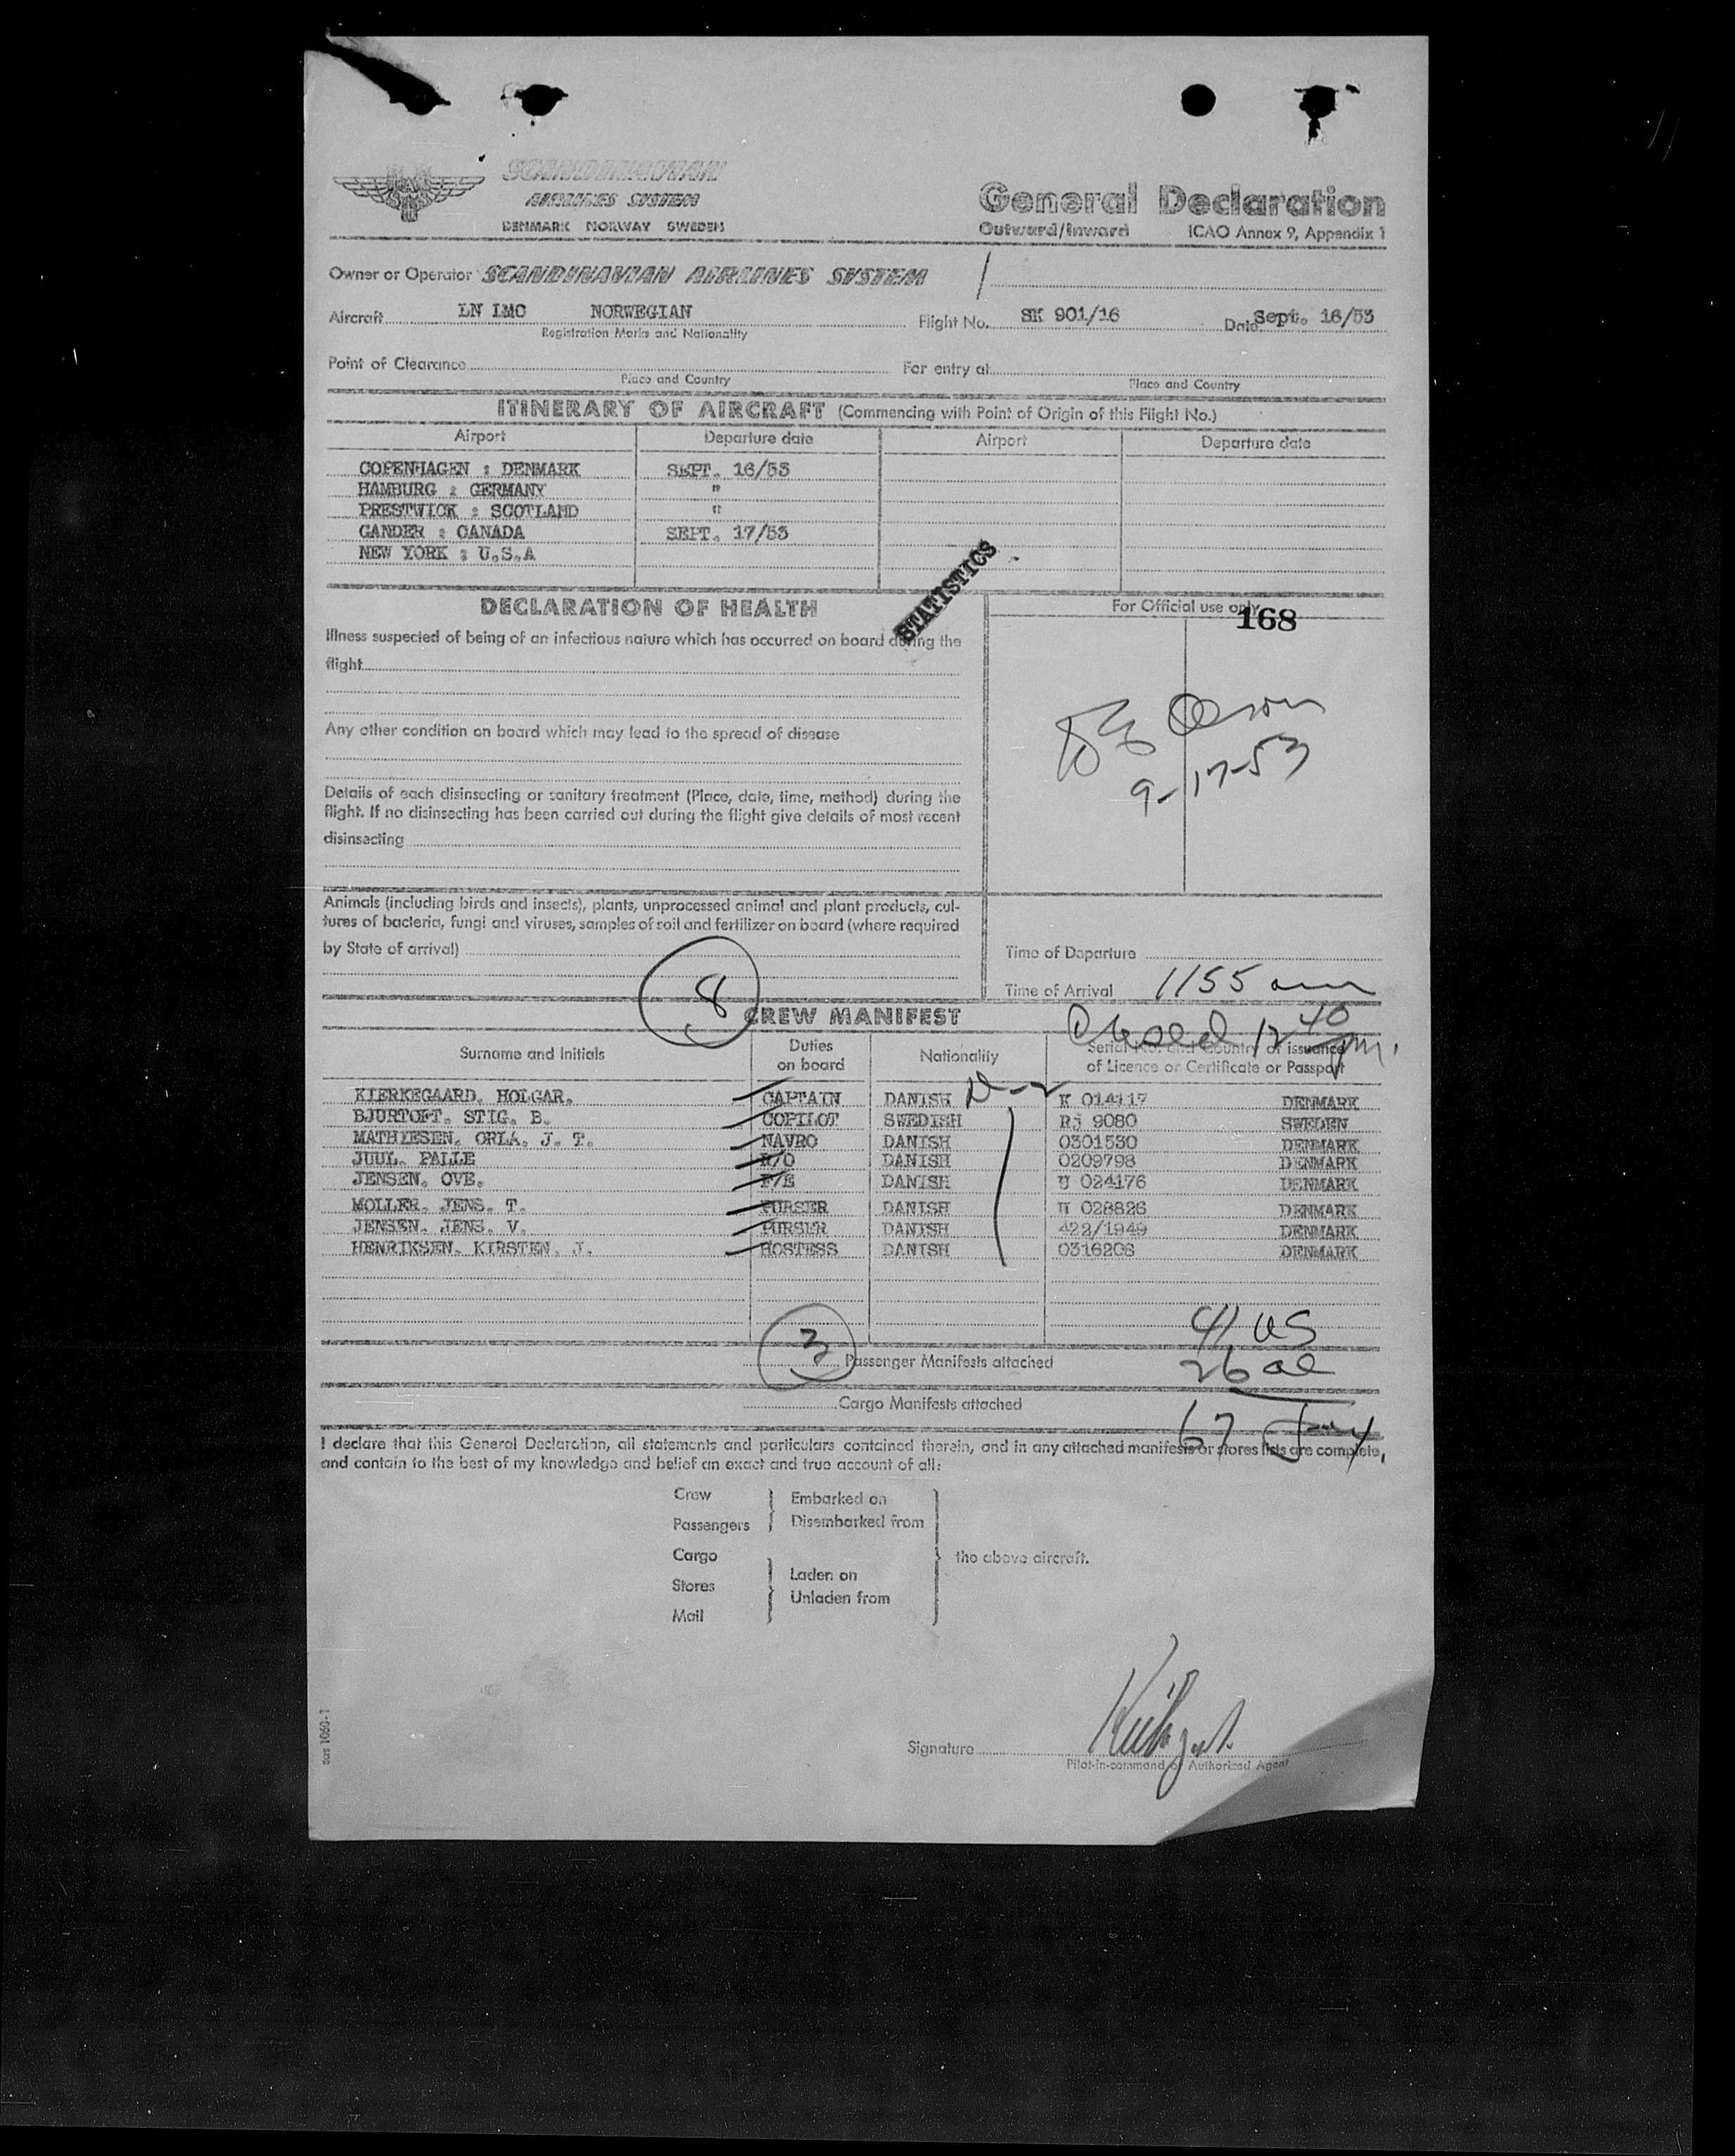 SCANDINAVIAN
AIRLINES SYSTEM
DENMARK NORWAY SWEDEN
General Declaration
Outward/Inward ICAO Annex 9, Appendix 1
Owner or Operator SCANDINAVIAN AIRLINES SYSTEM
Aircraft LN LMC NORWEGIAN Flight No. SK 901/16 Date Sept. 16/53
Registration Marks and Nationality
Point of Clearance For entry at
Place and Country Place and Country
ITINERARY OF AIRCRAFT (Commencing with Point of Origin of this Flight No.)
Airport Departure date Airport Departure date
COPENHAGEN : DENMARK SEPT. 16/53
HAMBURG : GERMANY "
PRESTWICK : SCOTLAND "
GANDER : CANADA SEPT. 17/53
NEW YORK : U.S.A
STATISTICS
DECLARATION OF HEALTH
Illness suspected of being of an infectious nature which has occurred on board during the
flight
Any other condition on board which may lead to the spread of disease
Details of each disinsecting or sanitary treatment (Place, date, time, method) during the
flight. If no disinsecting has been carried out during the flight give details of most recent
disinsecting
Animals (including birds and insects), plants, unprocessed animal and plant products, cul-
tures of bacteria, fungi and viruses, samples of soil and fertilizer on board (where required
by State of arrival)
For Official use only
168
9-17-53
Time of Departure
Time of Arrival 1155 am
8
CREW MANIFEST
Closed 12 40 pm.
Surname and Initials Duties on board Nationality Serial No. and Country of issuance
of Licence or Certificate or Passport
KIERKEGAARD. HOLGAR. CAPTAIN DANISH K 014117 DENMARK
BJURTOFT. STIG. B. COPILOT SWEDISH RJ 9080 SWEDEN
MATHIESEN. ORLA. J. T. NAVRO DANISH 0301530 DENMARK
JUUL. PALLE R/O DANISH 0209798 DENMARK
JENSEN. OVE. F/E DANISH U 024176 DENMARK
MOLLER. JENS. T. PURSER DANISH U 028826 DENMARK
JENSEN. JENS. V. PURSER DANISH 422/1949 DENMARK
HENRIKSEN. KIRSTEN. J. HOSTESS DANISH 0316206 DENMARK
41 US
3 Passenger Manifests attached
26 al
Cargo Manifests attached
67
I declare that this General Declaration, all statements and particulars contained therein, and in any attached manifests or stores lists are complete,
and contain to the best of my knowledge and belief an exact and true account of all:
Crew Embarked on
Passengers Disembarked from
Cargo the above aircraft.
Laden on
Stores
Unladen from
Mail
Signature
Pilot-in-command or Authorized Agent
sas 1060-1